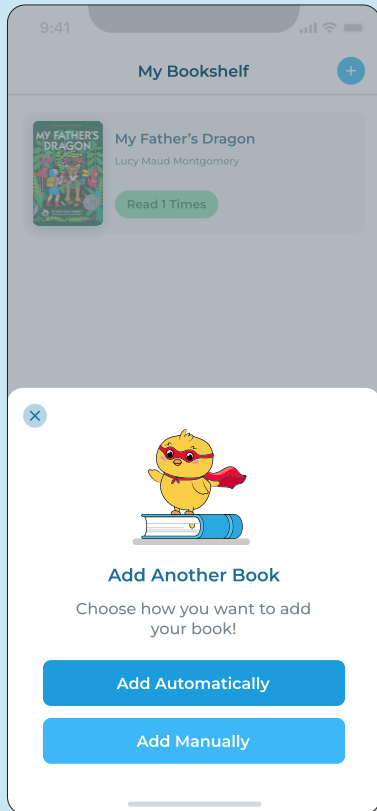 9:41
My Bookshelf
MY FATHER'S
DRAGON
My Father's Dragon
Lucy Maud Montgomery
Read 1 Times
Add Another Book
Choose how you want to add
your book!
Add Automatically
Add Manually